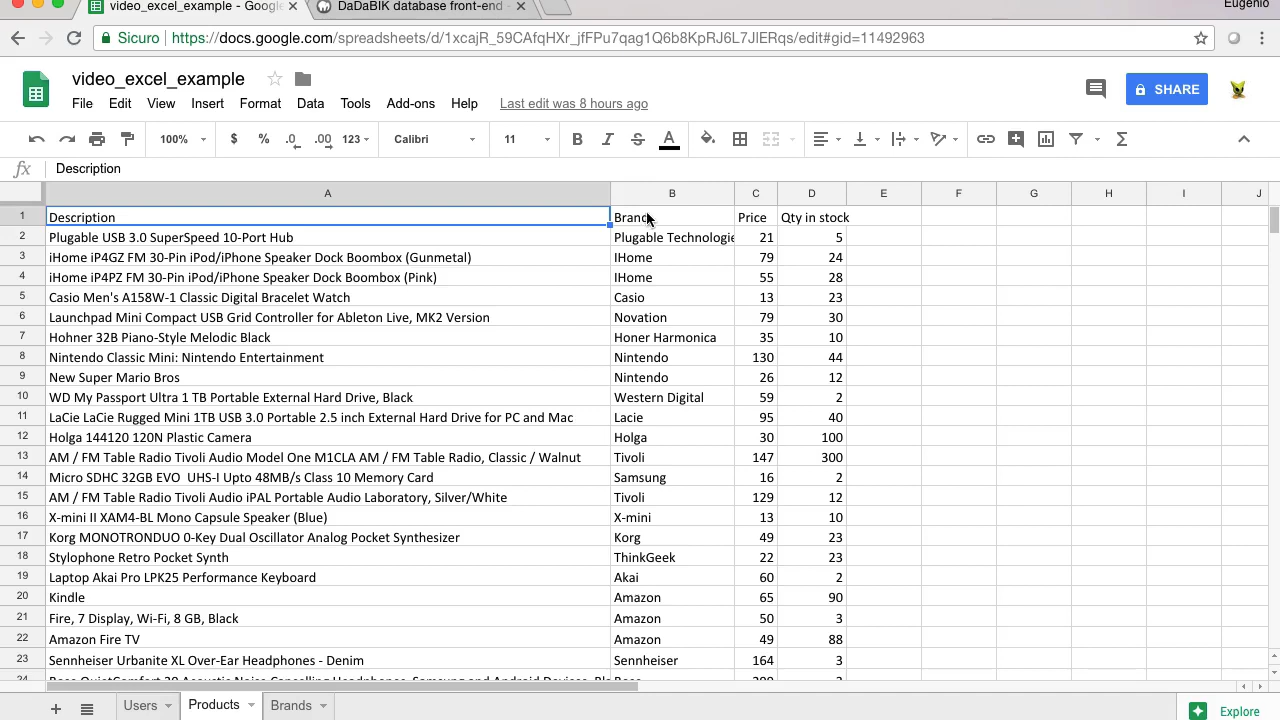 Eugenio
video_excel_example - Goog
DaDaBIK database front-end -
Sicuro https://docs.google.com/spreadsheets/d/1xcajR_59CAfqHXr_jfFPu7qag1Q6b8KpRJ6L7JlERqs/edit#gid=11492963
video_excel_example
SHARE
File Edit View Insert Format Data Tools Add-ons Help Last edit was 8 hours ago
100% $ % .0 .00 123 Calibri 11 B I S A Σ
fx Description
A B C D E F G H I J
1 Description Brand Price Qty in stock
2 Plugable USB 3.0 SuperSpeed 10-Port Hub Plugable Technologie 21 5
3 iHome iP4GZ FM 30-Pin iPod/iPhone Speaker Dock Boombox (Gunmetal) IHome 79 24
4 iHome iP4PZ FM 30-Pin iPod/iPhone Speaker Dock Boombox (Pink) IHome 55 28
5 Casio Men's A158W-1 Classic Digital Bracelet Watch Casio 13 23
6 Launchpad Mini Compact USB Grid Controller for Ableton Live, MK2 Version Novation 79 30
7 Hohner 32B Piano-Style Melodic Black Honer Harmonica 35 10
8 Nintendo Classic Mini: Nintendo Entertainment Nintendo 130 44
9 New Super Mario Bros Nintendo 26 12
10 WD My Passport Ultra 1 TB Portable External Hard Drive, Black Western Digital 59 2
11 LaCie LaCie Rugged Mini 1TB USB 3.0 Portable 2.5 inch External Hard Drive for PC and Mac Lacie 95 40
12 Holga 144120 120N Plastic Camera Holga 30 100
13 AM / FM Table Radio Tivoli Audio Model One M1CLA AM / FM Table Radio, Classic / Walnut Tivoli 147 300
14 Micro SDHC 32GB EVO UHS-I Upto 48MB/s Class 10 Memory Card Samsung 16 2
15 AM / FM Table Radio Tivoli Audio iPAL Portable Audio Laboratory, Silver/White Tivoli 129 12
16 X-mini II XAM4-BL Mono Capsule Speaker (Blue) X-mini 13 10
17 Korg MONOTRONDUO 0-Key Dual Oscillator Analog Pocket Synthesizer Korg 49 23
18 Stylophone Retro Pocket Synth ThinkGeek 22 23
19 Laptop Akai Pro LPK25 Performance Keyboard Akai 60 2
20 Kindle Amazon 65 90
21 Fire, 7 Display, Wi-Fi, 8 GB, Black Amazon 50 3
22 Amazon Fire TV Amazon 49 88
23 Sennheiser Urbanite XL Over-Ear Headphones - Denim Sennheiser 164 3
Users Products Brands Explore